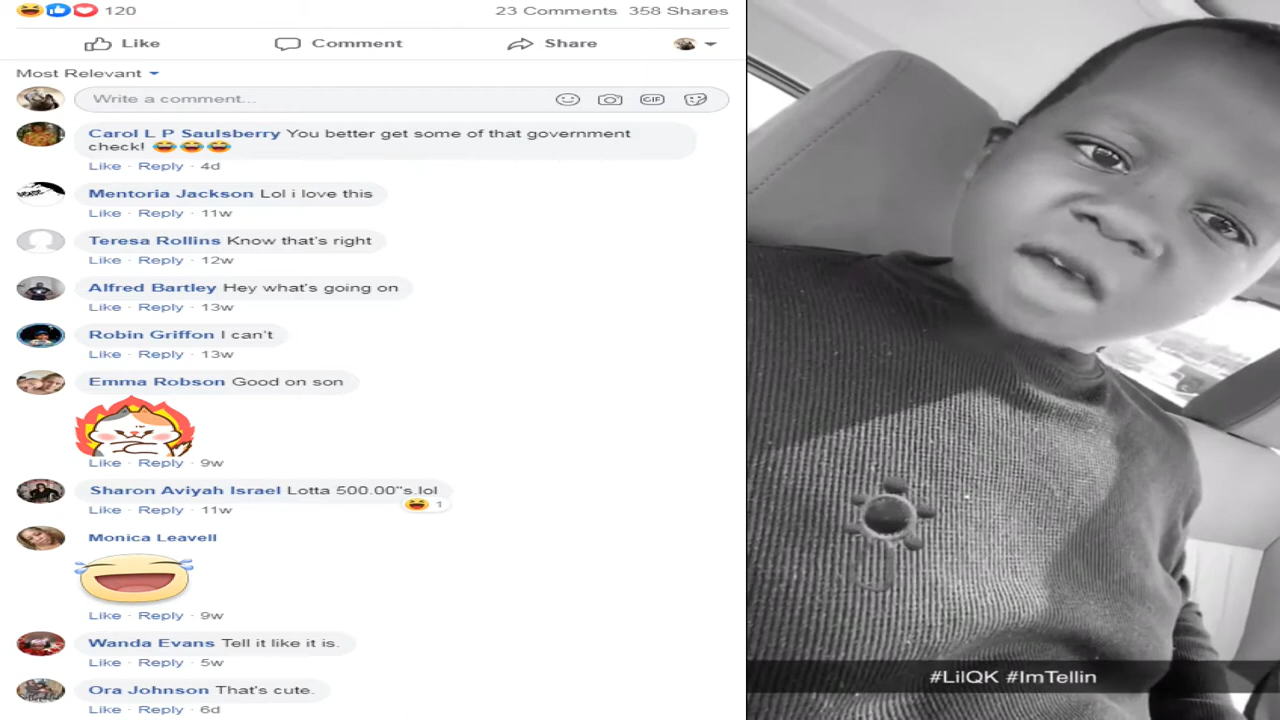 120
23 Comments 358 Shares
Like Comment Share
Most Relevant
Write a comment...
GIF
Carol L P Saulsberry You better get some of that government
check! 😂😂😂
Like · Reply · 4d
Mentoria Jackson Lol i love this
Like · Reply · 11w
Teresa Rollins Know that's right
Like · Reply · 12w
Alfred Bartley Hey what's going on
Like · Reply · 13w
Robin Griffon I can't
Like · Reply · 13w
Emma Robson Good on son
Like · Reply · 9w
Sharon Aviyah Israel Lotta 500.00"s.lol
1
Like · Reply · 11w
Monica Leavell
Like · Reply · 9w
Wanda Evans Tell it like it is.
Like · Reply · 5w
Ora Johnson That's cute.
Like · Reply · 6d
#LilQK #ImTellin